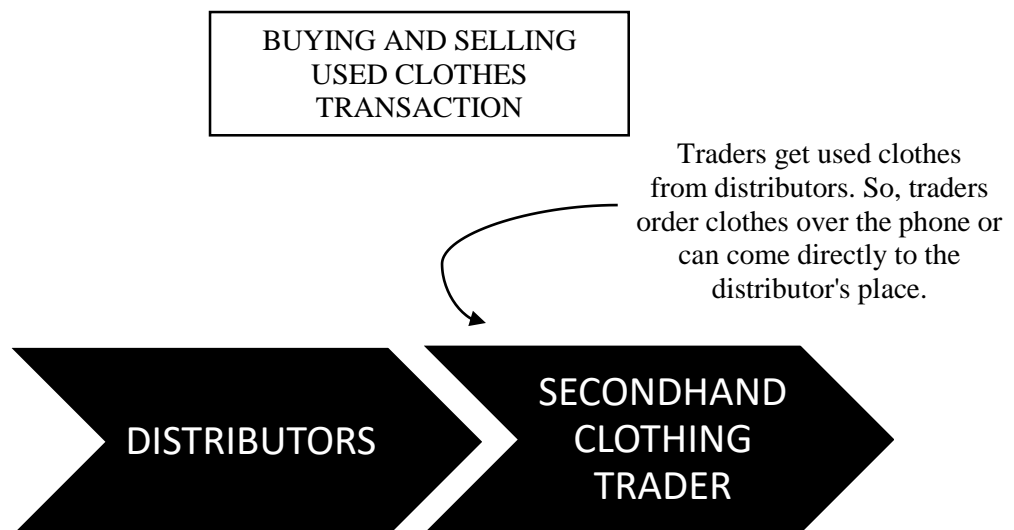 BUYING AND SELLING
USED CLOTHES
TRANSACTION
Traders get used clothes
from distributors. So, traders
order clothes over the phone or
can come directly to the
distributor's place.
DISTRIBUTORS
SECONDHAND
CLOTHING
TRADER